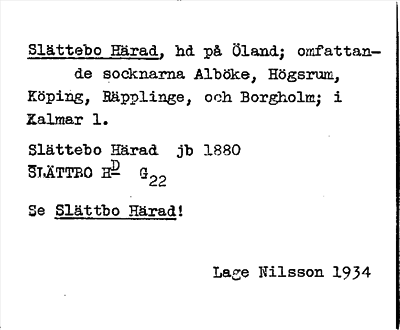 Slättebo Härad, hd på Öland; omfattan-
de socknarna Alböke, Högsrum,
Köping, Räpplinge, och Borgholm; i
Kalmar l.
Slättebo Härad jb 1880
SLÄTTBO HD G22
Se Slättbo Härad!
Lage Nilsson 1934